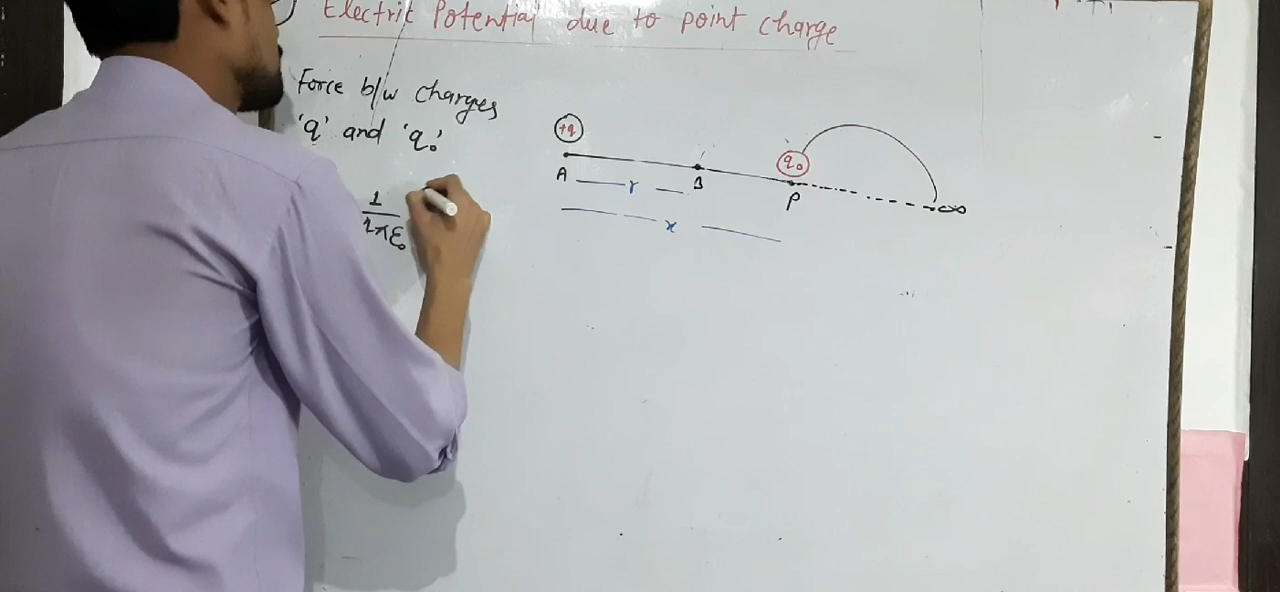 Electric Potential due to point charge
Force b/w charges
'q' and 'q₀'
1
4πε₀
+q
q₀
A
r
B
P
∞
x